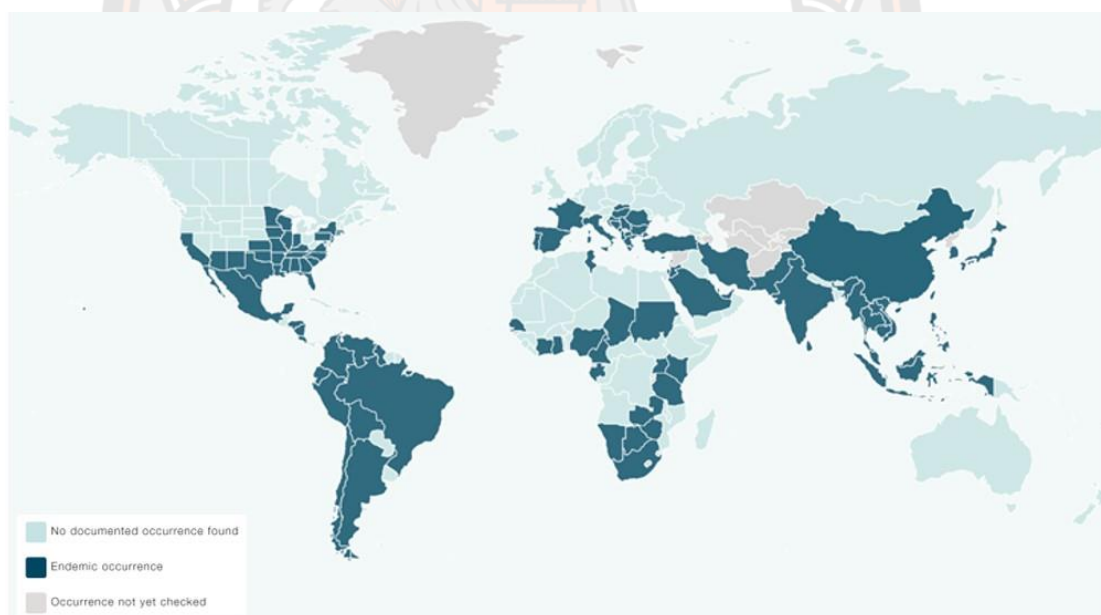 No documented occurrence found
Endemic occurrence
Occurrence not yet checked